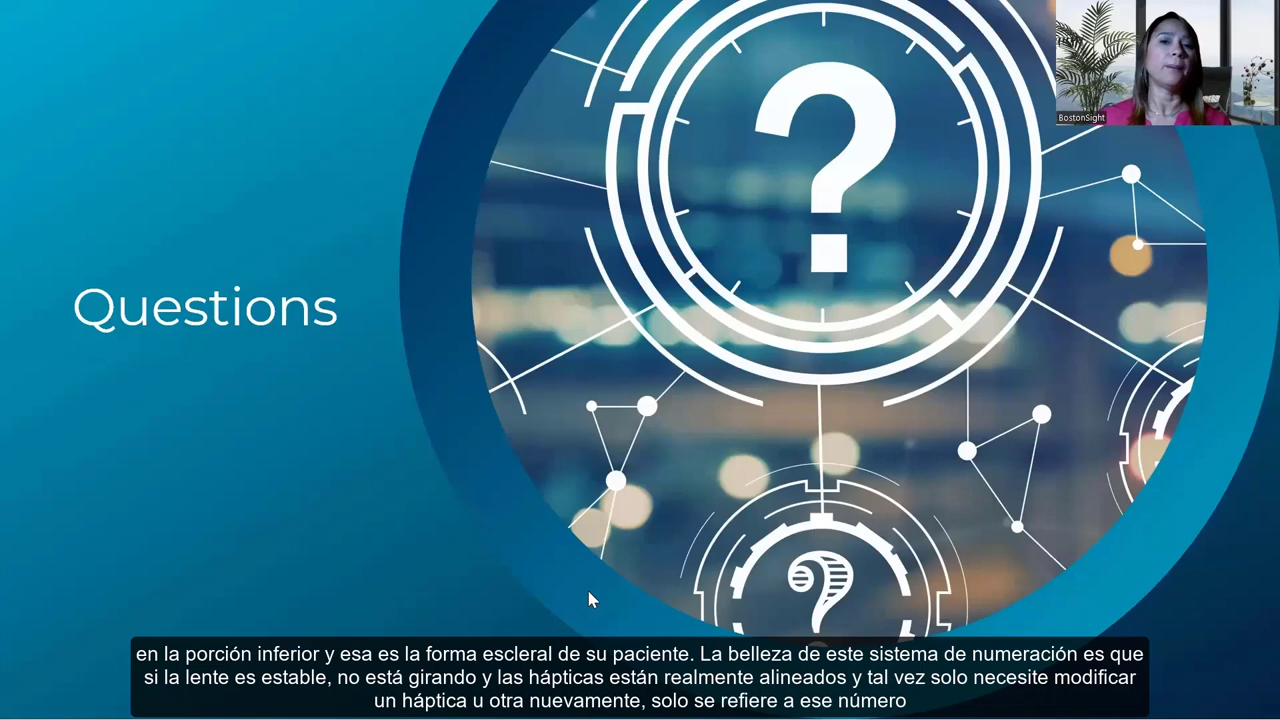 BostonSight
Questions
en la porción inferior y esa es la forma escleral de su paciente. La belleza de este sistema de numeración es que
si la lente es estable, no está girando y las hápticas están realmente alineados y tal vez solo necesite modificar
un háptica u otra nuevamente, solo se refiere a ese número